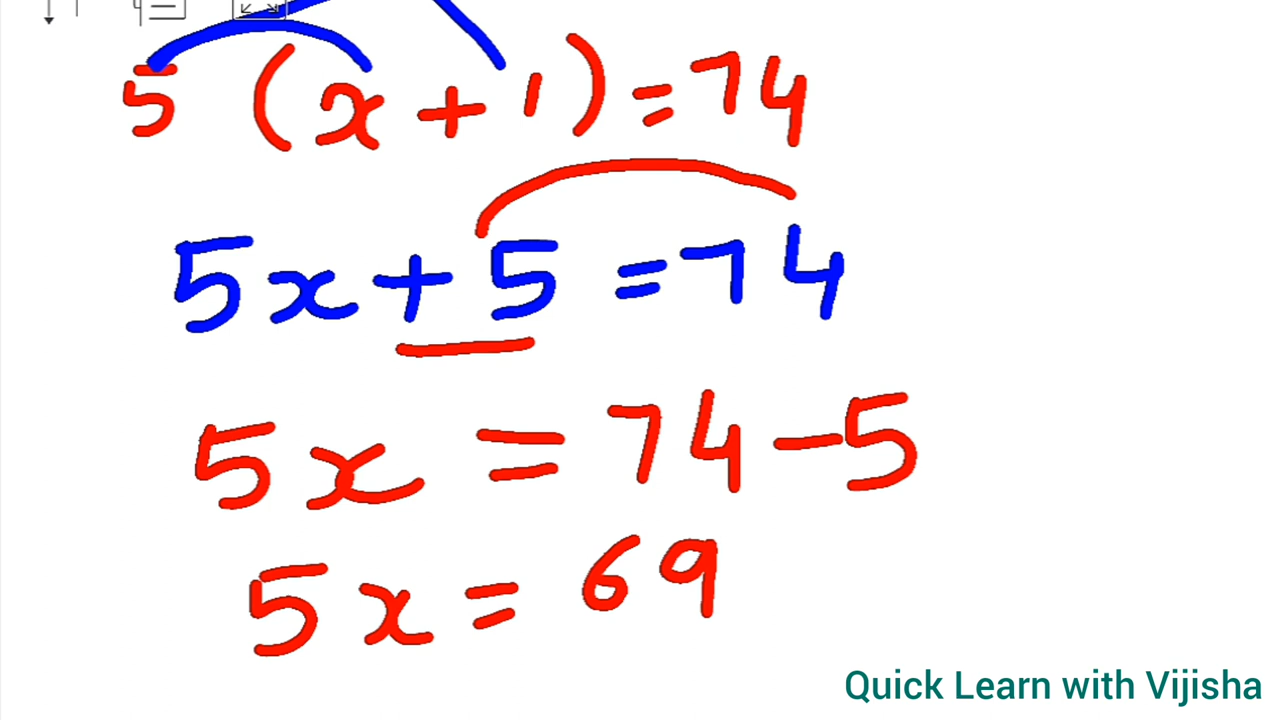 5 (x + 1) = 74
5x + 5 = 74
5x = 74 - 5
5x = 69
Quick Learn with Vijisha